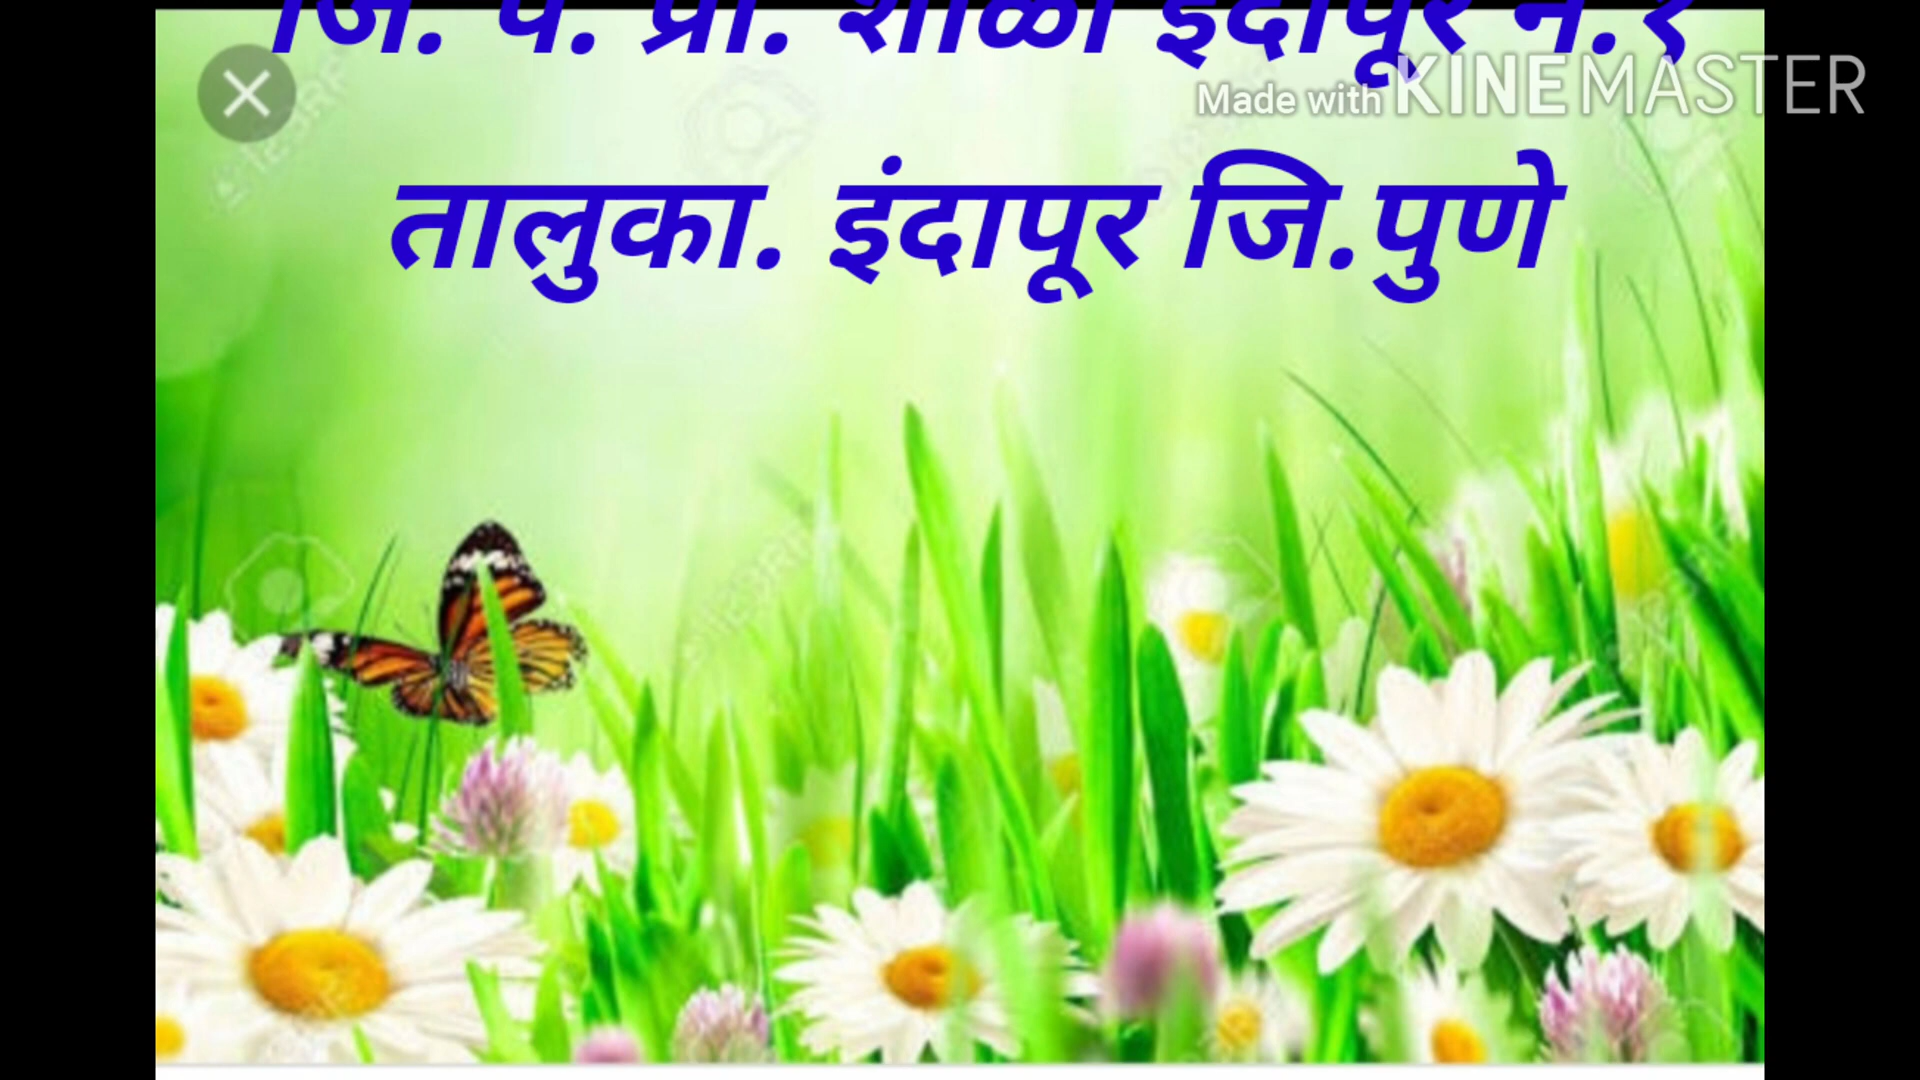 जि. प. प्रा. शाळा इंदापूर नं.१
Made with KINEMASTER
तालुका. इंदापूर जि.पुणे